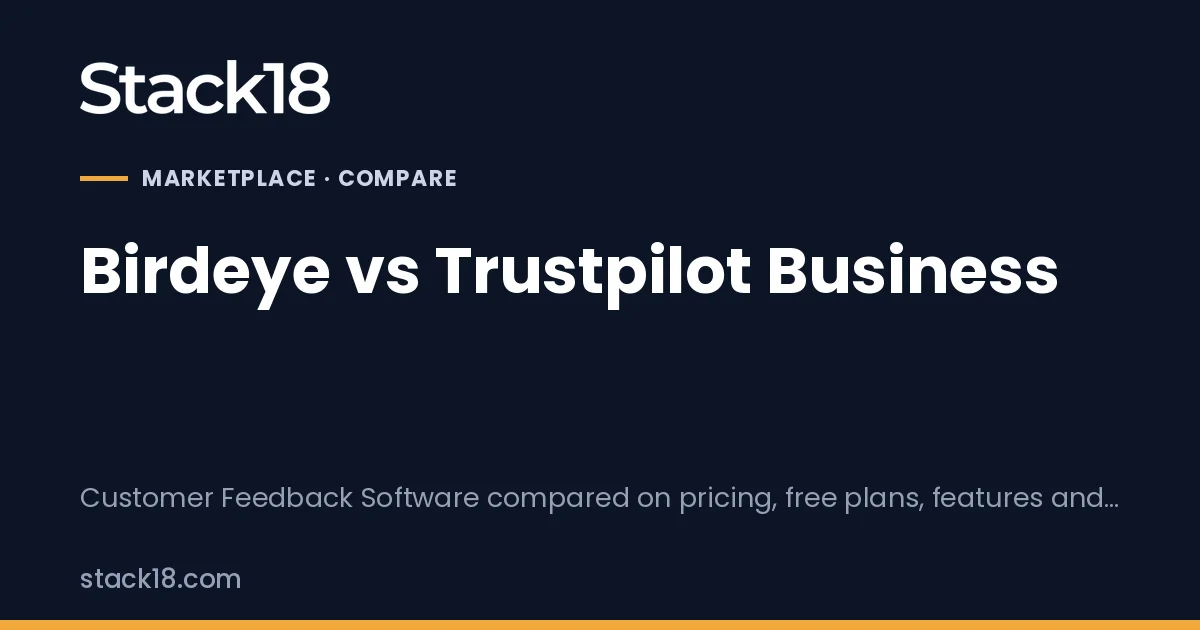 Stack18
MARKETPLACE · COMPARE
Birdeye vs Trustpilot Business
Customer Feedback Software compared on pricing, free plans, features and...
stack18.com